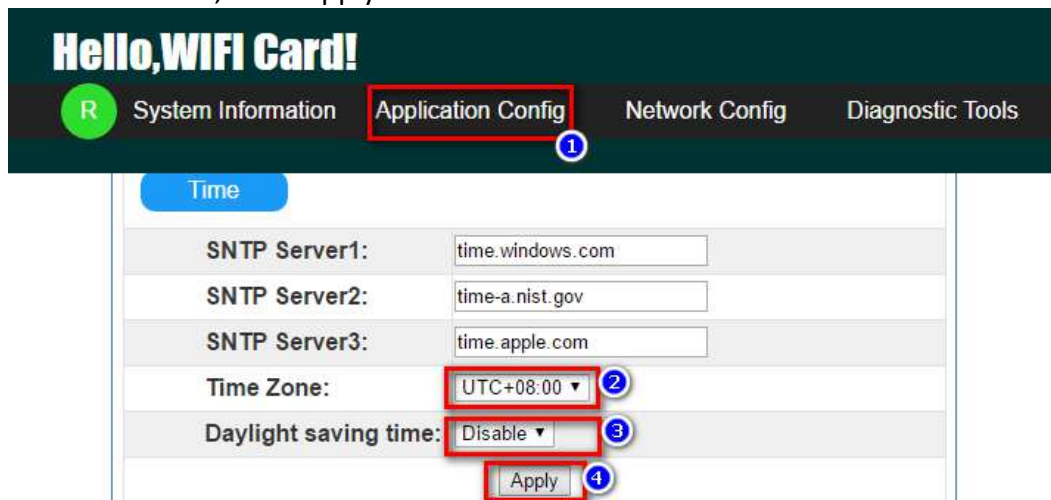 Hello,WIFI Card!
R System Information Application Config Network Config Diagnostic Tools
1
Time
SNTP Server1: time.windows.com
SNTP Server2: time-a.nist.gov
SNTP Server3: time.apple.com
Time Zone: UTC+08:00 2
Daylight saving time: Disable 3
Apply 4